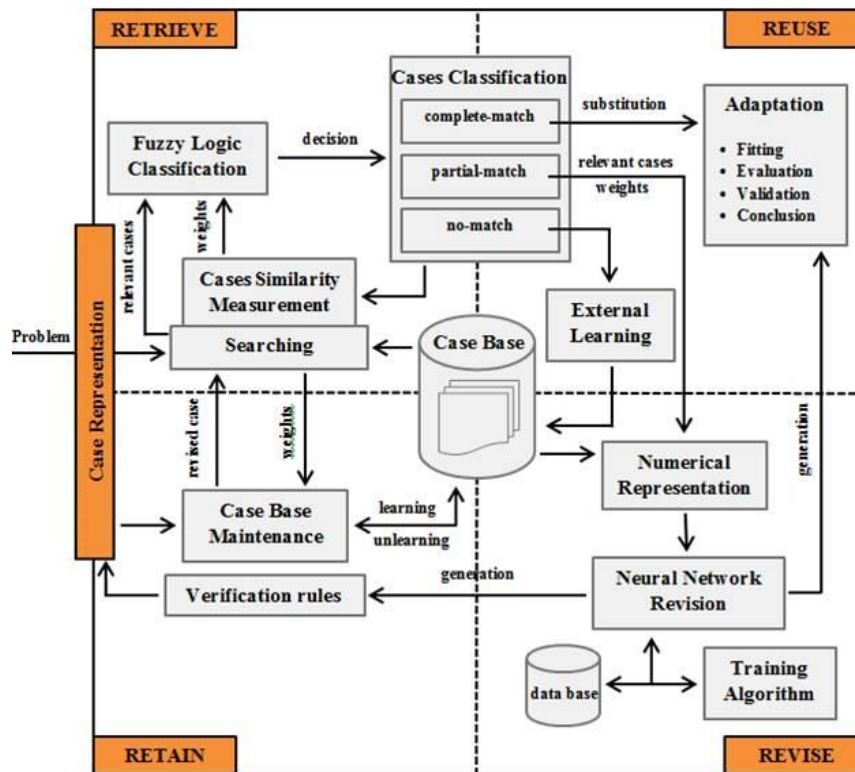 RETRIEVE
REUSE
Cases Classification
complete-match
partial-match
no-match
substitution
relevant cases
weights
Adaptation
• Fitting
• Evaluation
• Validation
• Conclusion
Fuzzy Logic
Classification
decision
relevant cases
weights
Cases Similarity
Measurement
Searching
Problem
Case Representation
Case Base
External
Learning
revised case
weights
generation
Numerical
Representation
Case Base
Maintenance
learning
unlearning
generation
Verification rules
Neural Network
Revision
data base
Training
Algorithm
RETAIN
REVISE